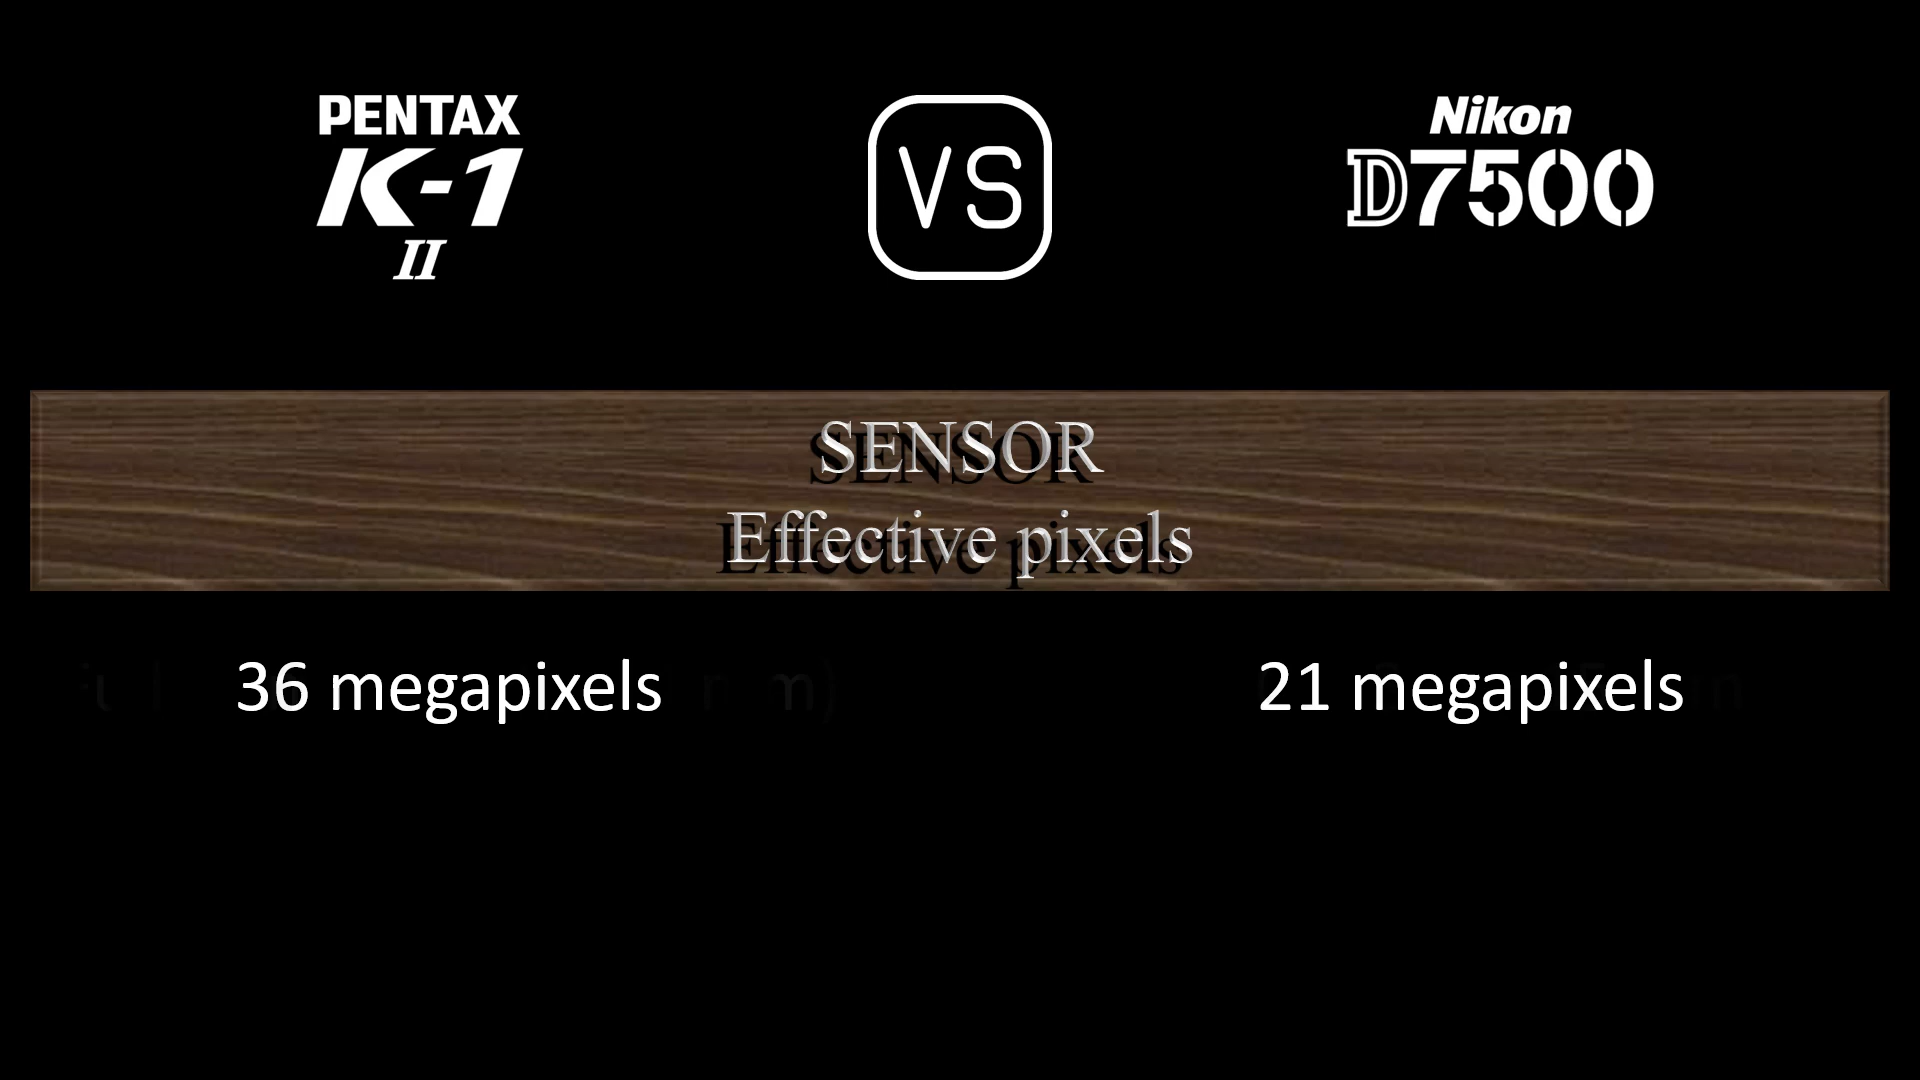 PENTAX
K-1
II
VS
Nikon
D7500
SENSOR
Effective pixels
36 megapixels
21 megapixels